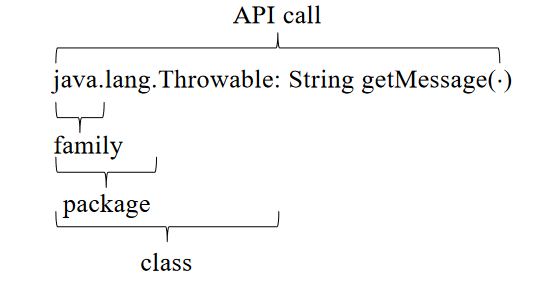 API call
java.lang.Throwable: String getMessage(·)
family
package
class